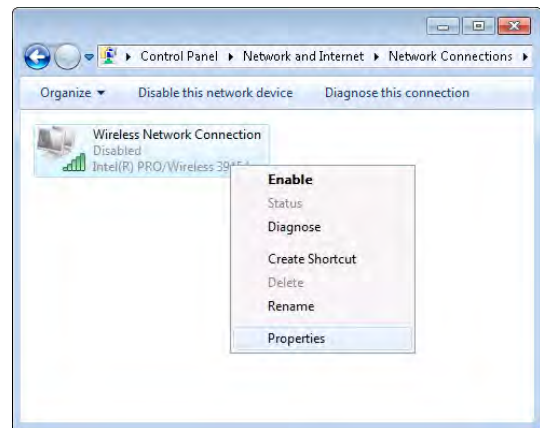 Control Panel ▸ Network and Internet ▸ Network Connections ▸
Organize ▾ Disable this network device Diagnose this connection
Wireless Network Connection
Disabled
Intel(R) PRO/Wireless
Enable
Status
Diagnose
Create Shortcut
Delete
Rename
Properties